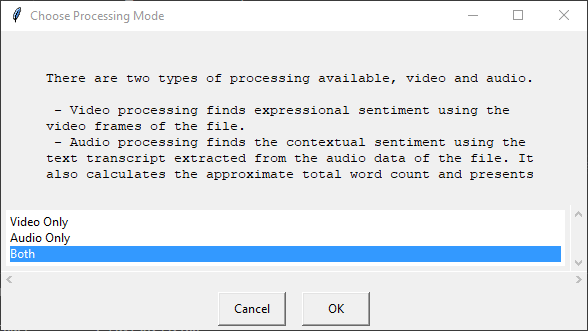 Choose Processing Mode
There are two types of processing available, video and audio.
- Video processing finds expressional sentiment using the
video frames of the file.
- Audio processing finds the contextual sentiment using the
text transcript extracted from the audio data of the file. It
also calculates the approximate total word count and presents
Video Only
Audio Only
Both
Cancel
OK